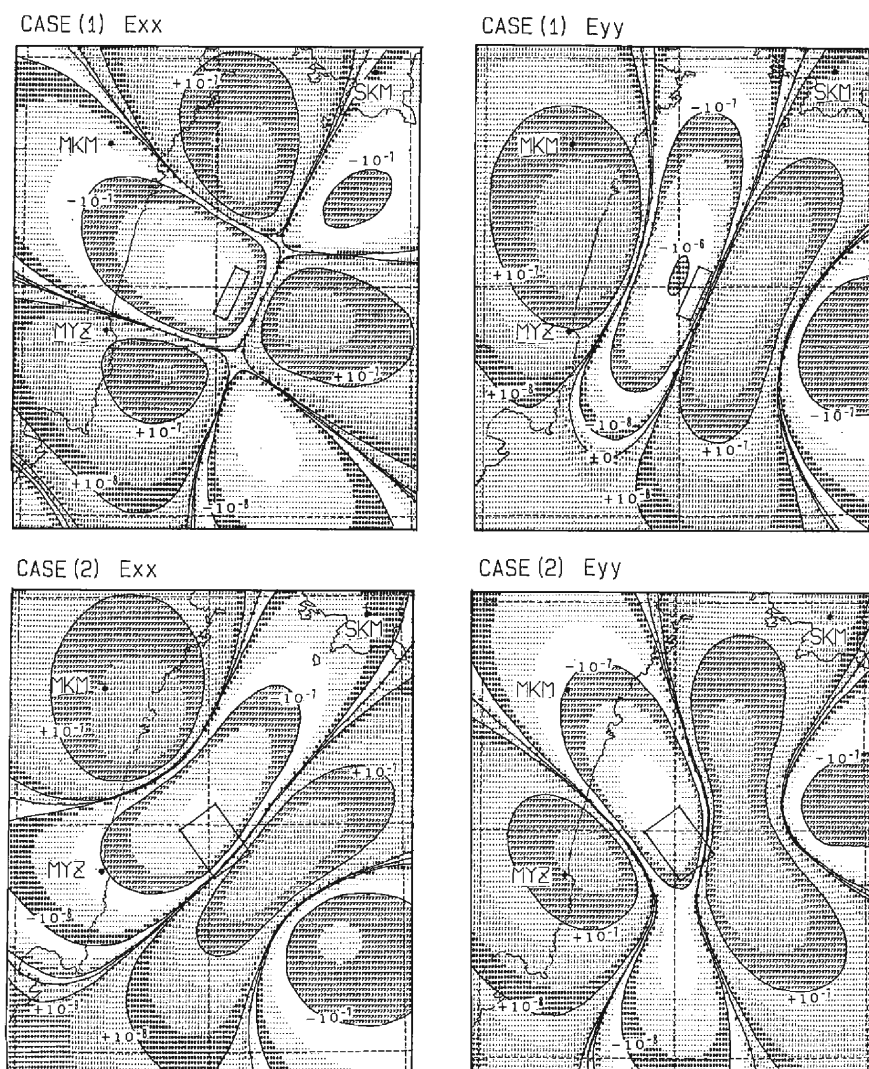 CASE (1) Exx
CASE (1) Eyy
+10⁻⁷
SKM
MKM
-10⁻⁷
-10⁻⁷
MYZ
+10⁻⁷
+10⁻⁷
+10⁻⁸
-10⁻⁸
SKM
-10⁻⁷
MKM
-10⁻⁶
+10⁻⁷
MYZ
+10⁻⁸
-10⁻⁸
±0
+10⁻⁷
-10⁻⁷
+10⁻⁸
CASE (2) Exx
CASE (2) Eyy
SKM
MKM
-10⁻⁷
+10⁻⁷
+10⁻⁷
MYZ
-10⁻⁸
+10⁻⁸
+10⁻⁸
-10⁻⁷
SKM
-10⁻⁷
MKM
-10⁻⁷
MYZ
+10⁻⁷
+10⁻⁷
+10⁻⁸
-10⁻⁸